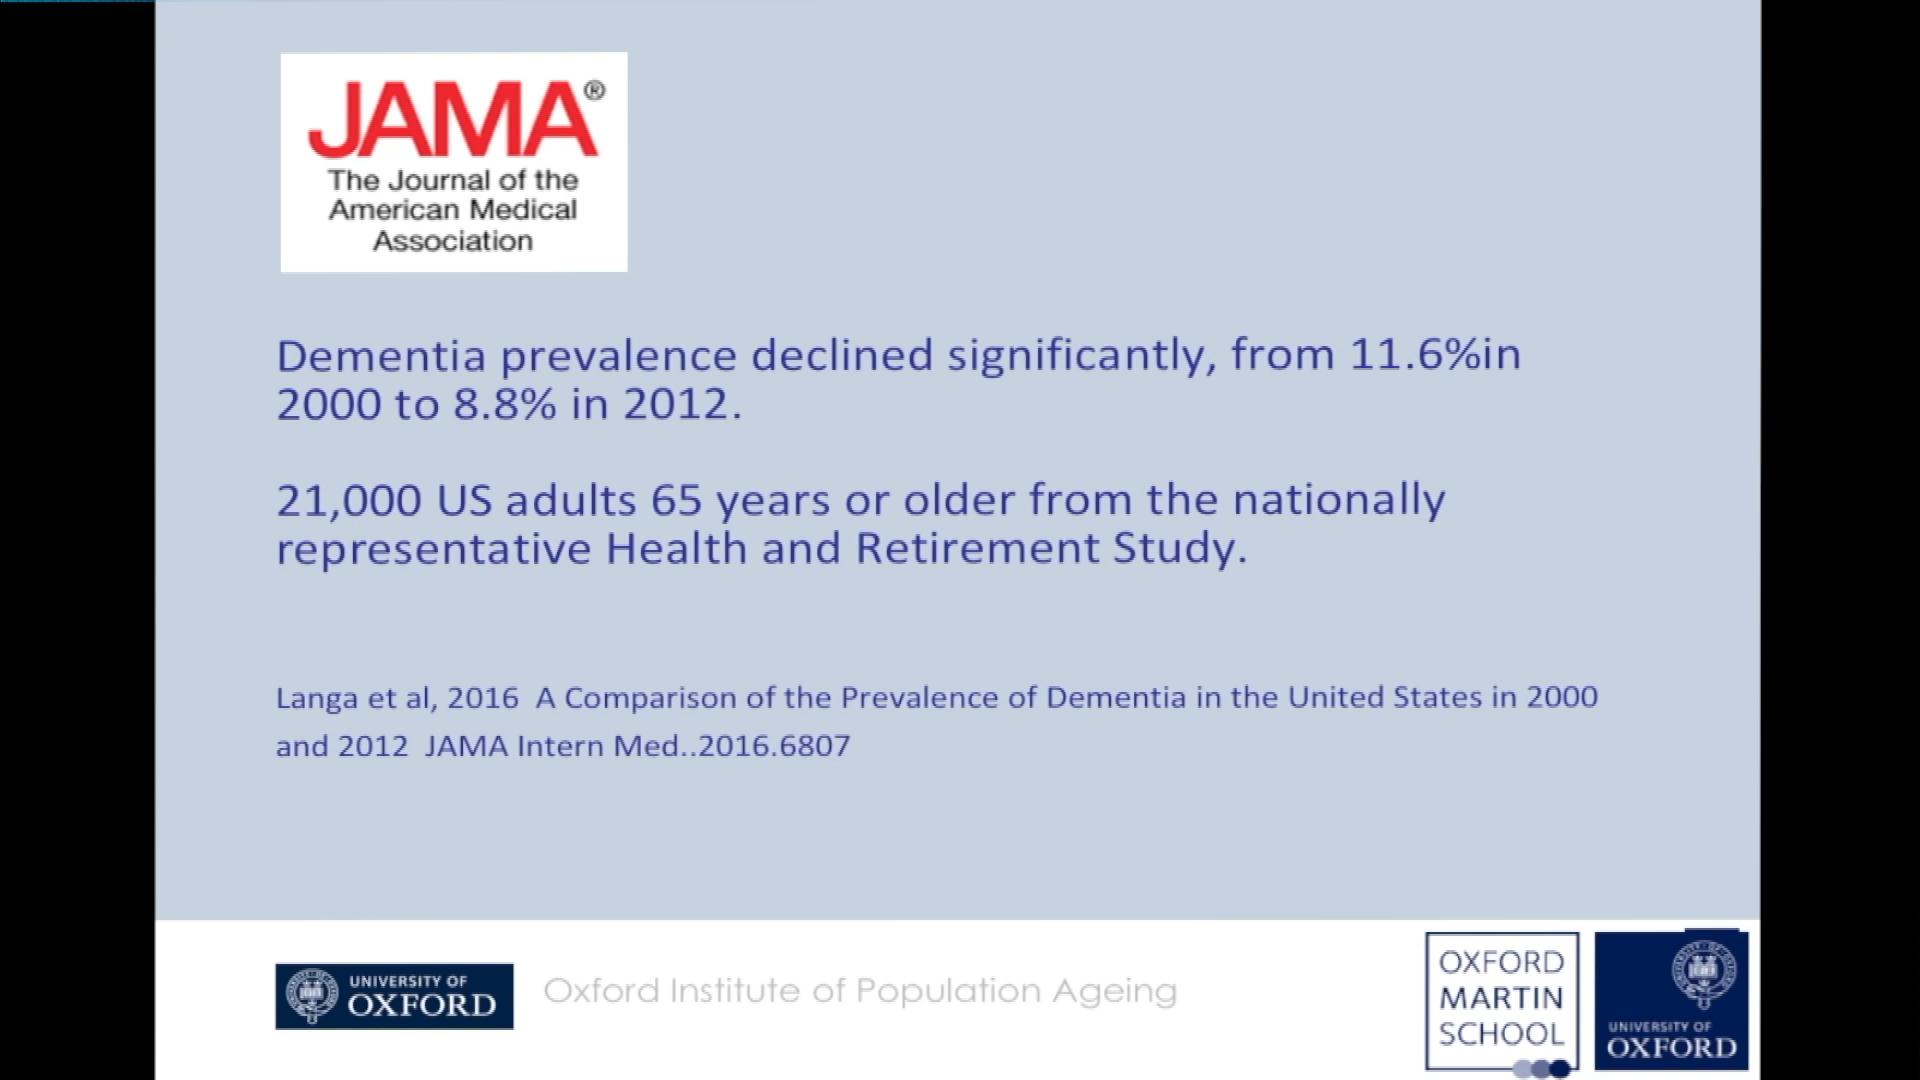 JAMA®
The Journal of the
American Medical
Association
Dementia prevalence declined significantly, from 11.6%in
2000 to 8.8% in 2012.
21,000 US adults 65 years or older from the nationally
representative Health and Retirement Study.
Langa et al, 2016 A Comparison of the Prevalence of Dementia in the United States in 2000
and 2012 JAMA Intern Med..2016.6807
UNIVERSITY OF
OXFORD
Oxford Institute of Population Ageing
OXFORD
MARTIN
SCHOOL
UNIVERSITY OF
OXFORD